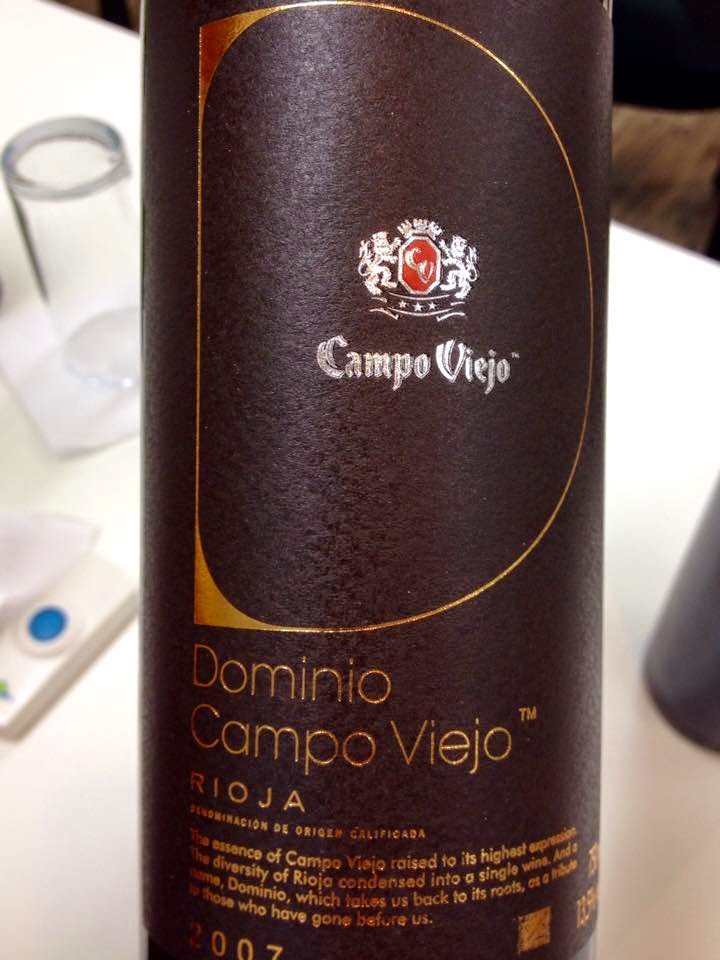 CV
Campo Viejo™
Dominio
Campo Viejo™
RIOJA
DENOMINACIÓN DE ORIGEN CALIFICADA
The essence of Campo Viejo raised to its highest expression.
The diversity of Rioja condensed into a single wine. And a
name, Dominio, which takes us back to its roots, as a tribute
to those who have gone before us.
2007